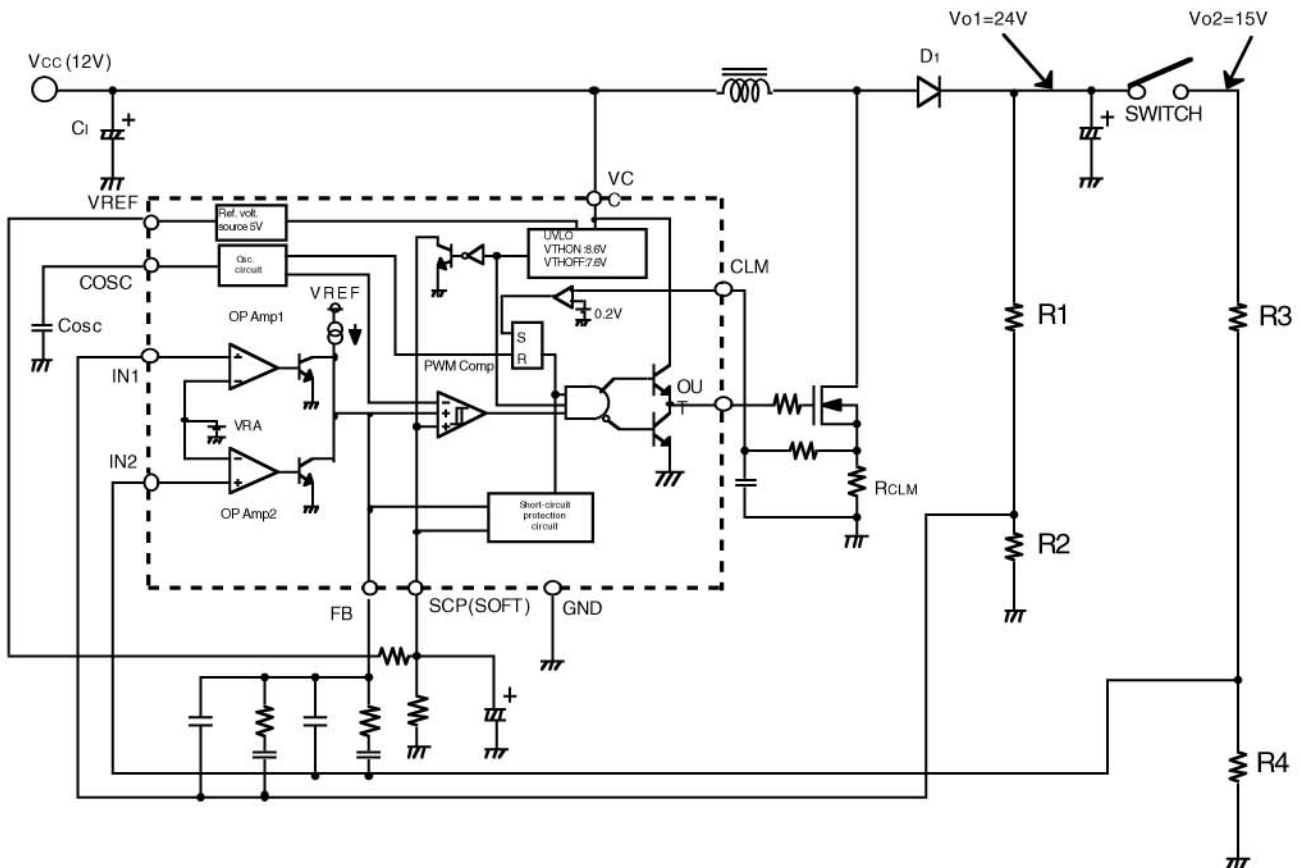 Vo1=24V
Vo2=15V
VCC (12V)
D1
SWITCH
CI
+
+
VREF
VC
C
Ref. volt.
source 5V
UVLO
VTHON :8.6V
VTHOFF:7.6V
Osc.
circuit
COSC
CLM
VREF
0.2V
OP Amp1
Cosc
S
R
R1
R3
IN1
PWM Comp
OU
T
VRA
IN2
RCLM
OP Amp2
Short-circuit
protection
circuit
R2
FB
SCP(SOFT)
GND
+
R4